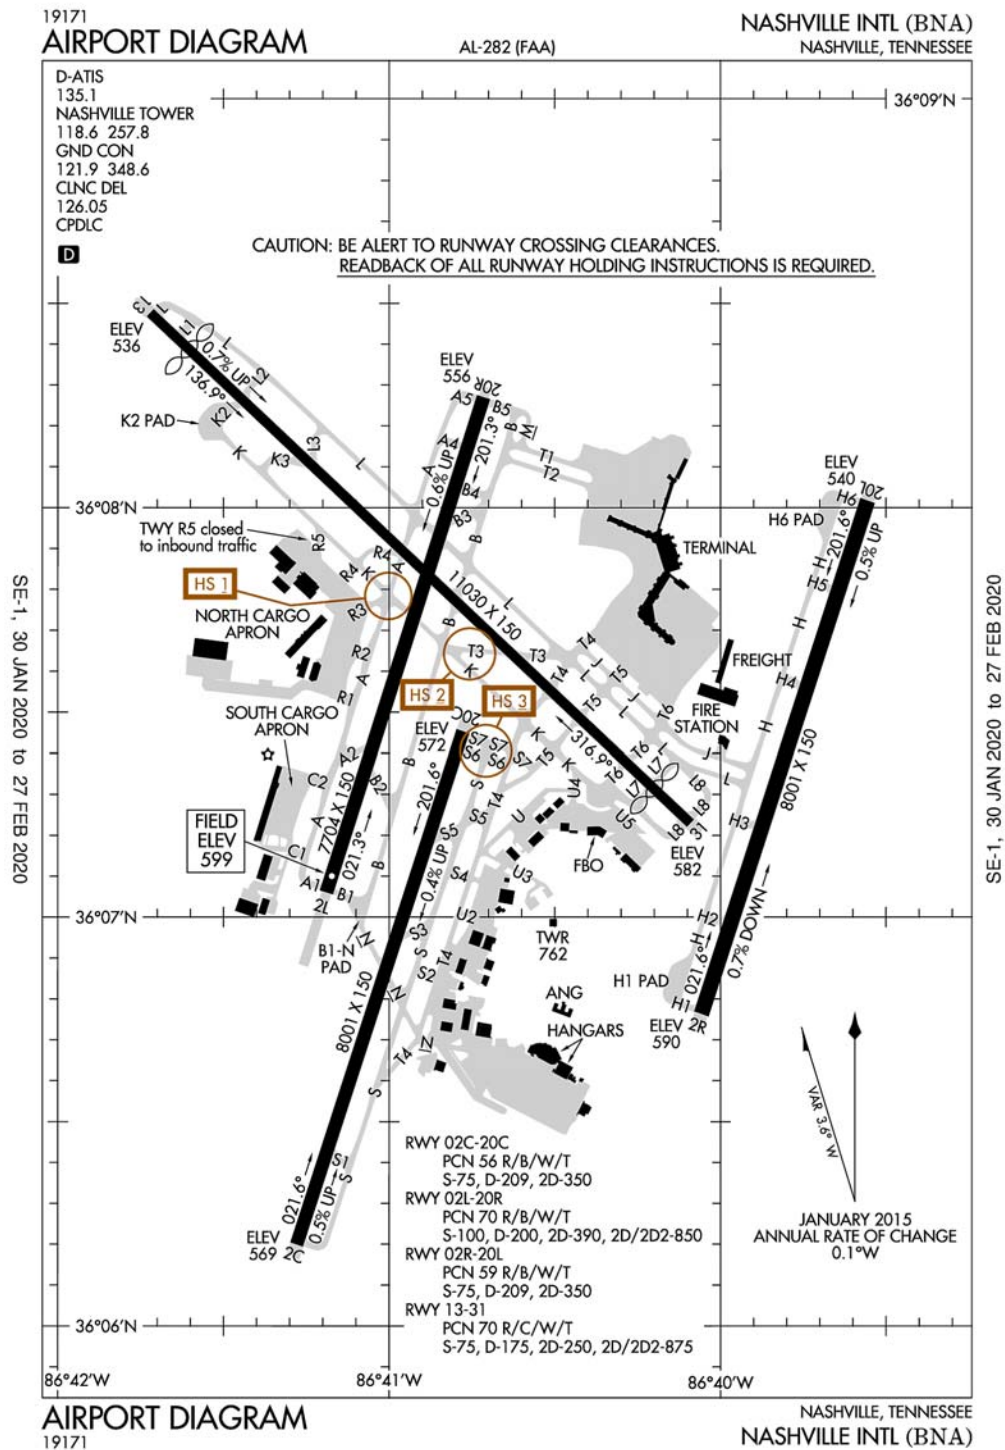 19171
AIRPORT DIAGRAM
AL-282 (FAA)
NASHVILLE INTL (BNA)
NASHVILLE, TENNESSEE
D-ATIS
135.1
NASHVILLE TOWER
118.6 257.8
GND CON
121.9 348.6
CLNC DEL
126.05
CPDLC
D
36°09'N
CAUTION: BE ALERT TO RUNWAY CROSSING CLEARANCES.
READBACK OF ALL RUNWAY HOLDING INSTRUCTIONS IS REQUIRED.
13
L
ELEV
536
L1
L
0.7% UP
136.9°
L2
K2 PAD
K2
K
K3
L3
L
ELEV
556
20R
A5
B5
B
M
A4
A
0.6% UP
201.3°
B4
B3
B
T1
T2
ELEV
540
20L
H6
H6 PAD
201.6°
0.5% UP
H
H5
36°08'N
TWY R5 closed
to inbound traffic
R5
R4
R4
K
A
HS 1
R3
NORTH CARGO
APRON
R2
A
R1
11030 X 150
L
TERMINAL
B
T3
T3
K
HS 2
HS 3
T4
T4
J
T5
J
L
T5
T6
H
H4
H
FREIGHT
FIRE
STATION
SOUTH CARGO
APRON
ELEV
572
20C
S7
S7
S6
S6
S7
K
T5
K
316.9°
T6
T6
L
L7
L7
J
L
L8
L8
A2
C2
B2
B
201.6°
S
T4
U4
U
U5
L8
31
ELEV
582
8001 X 150
H3
FIELD
ELEV
599
A
7704 X 150
021.3°
C1
A1
B1
2L
B
S5
S5
0.4% UP
S4
U3
FBO
36°07'N
B1-N
PAD
N
S3
S
S2
U2
T4
TWR
762
H2
H
021.6°
0.7% DOWN
H1 PAD
H1
2R
ELEV
590
N
N
8001 X 150
T4
S
ANG
HANGARS
VAR 3.6° W
JANUARY 2015
ANNUAL RATE OF CHANGE
0.1°W
S1
S
021.6°
0.5% UP
ELEV
569
2C
RWY 02C-20C
PCN 56 R/B/W/T
S-75, D-209, 2D-350
RWY 02L-20R
PCN 70 R/B/W/T
S-100, D-200, 2D-390, 2D/2D2-850
RWY 02R-20L
PCN 59 R/B/W/T
S-75, D-209, 2D-350
RWY 13-31
PCN 70 R/C/W/T
S-75, D-175, 2D-250, 2D/2D2-875
36°06'N
86°42'W
86°41'W
86°40'W
SE-1, 30 JAN 2020 to 27 FEB 2020
SE-1, 30 JAN 2020 to 27 FEB 2020
AIRPORT DIAGRAM
19171
NASHVILLE, TENNESSEE
NASHVILLE INTL (BNA)